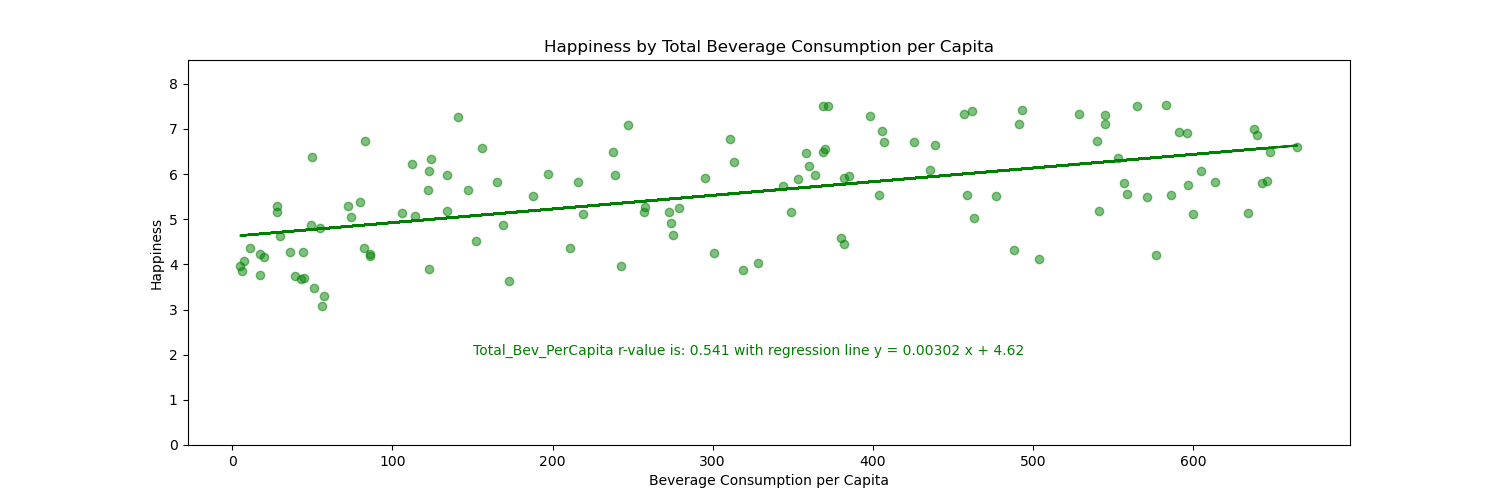 Happiness by Total Beverage Consumption per Capita
8
7
6
5
4
3
2
1
0
Happiness
Total_Bev_PerCapita r-value is: 0.541 with regression line y = 0.00302 x + 4.62
0 100 200 300 400 500 600
Beverage Consumption per Capita